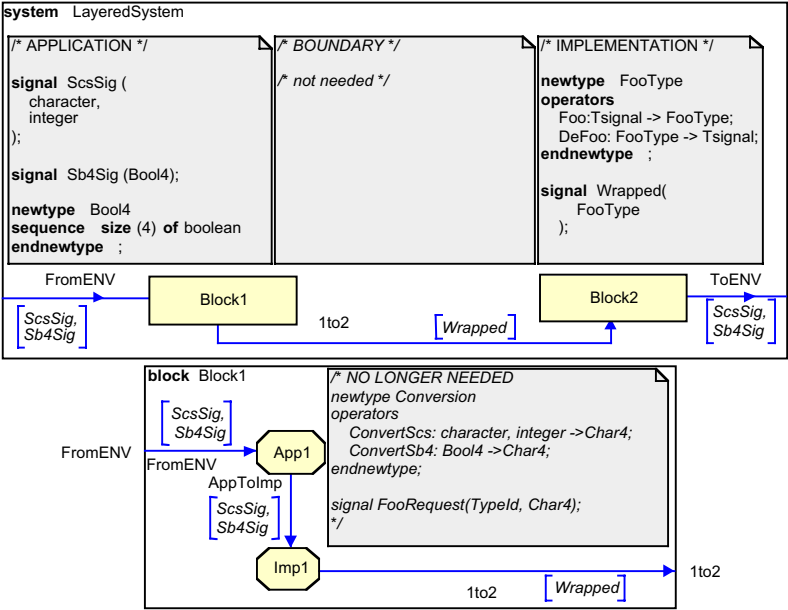 system LayeredSystem
/* APPLICATION */
signal ScsSig (
character,
integer
);
signal Sb4Sig (Bool4);
newtype Bool4
sequence size (4) of boolean
endnewtype ;
/* BOUNDARY */
/* not needed */
/* IMPLEMENTATION */
newtype FooType
operators
Foo:Tsignal -> FooType;
DeFoo: FooType -> Tsignal;
endnewtype ;
signal Wrapped(
FooType
);
FromENV
ScsSig,
Sb4Sig
Block1
1to2
Wrapped
Block2
ToENV
ScsSig,
Sb4Sig
block Block1
/* NO LONGER NEEDED
newtype Conversion
operators
ConvertScs: character, integer ->Char4;
ConvertSb4: Bool4 ->Char4;
endnewtype;
signal FooRequest(TypeId, Char4);
*/
ScsSig,
Sb4Sig
FromENV
FromENV
App1
AppToImp
ScsSig,
Sb4Sig
Imp1
1to2
Wrapped
1to2